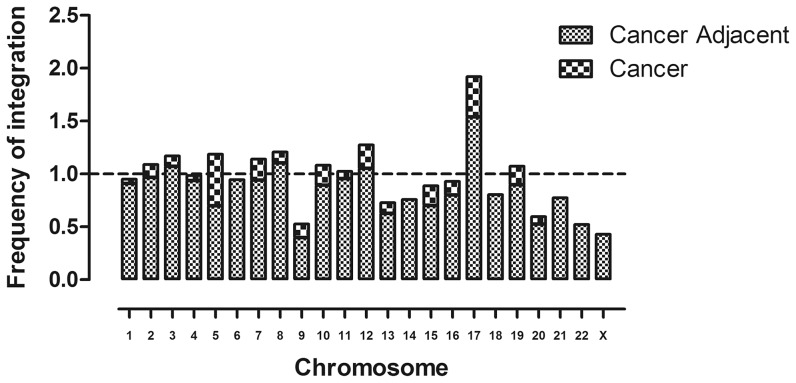 Frequency of integration
2.5
2.0
1.5
1.0
0.5
0.0
Cancer Adjacent
Cancer
1 2 3 4 5 6 7 8 9 10 11 12 13 14 15 16 17 18 19 20 21 22 X
Chromosome